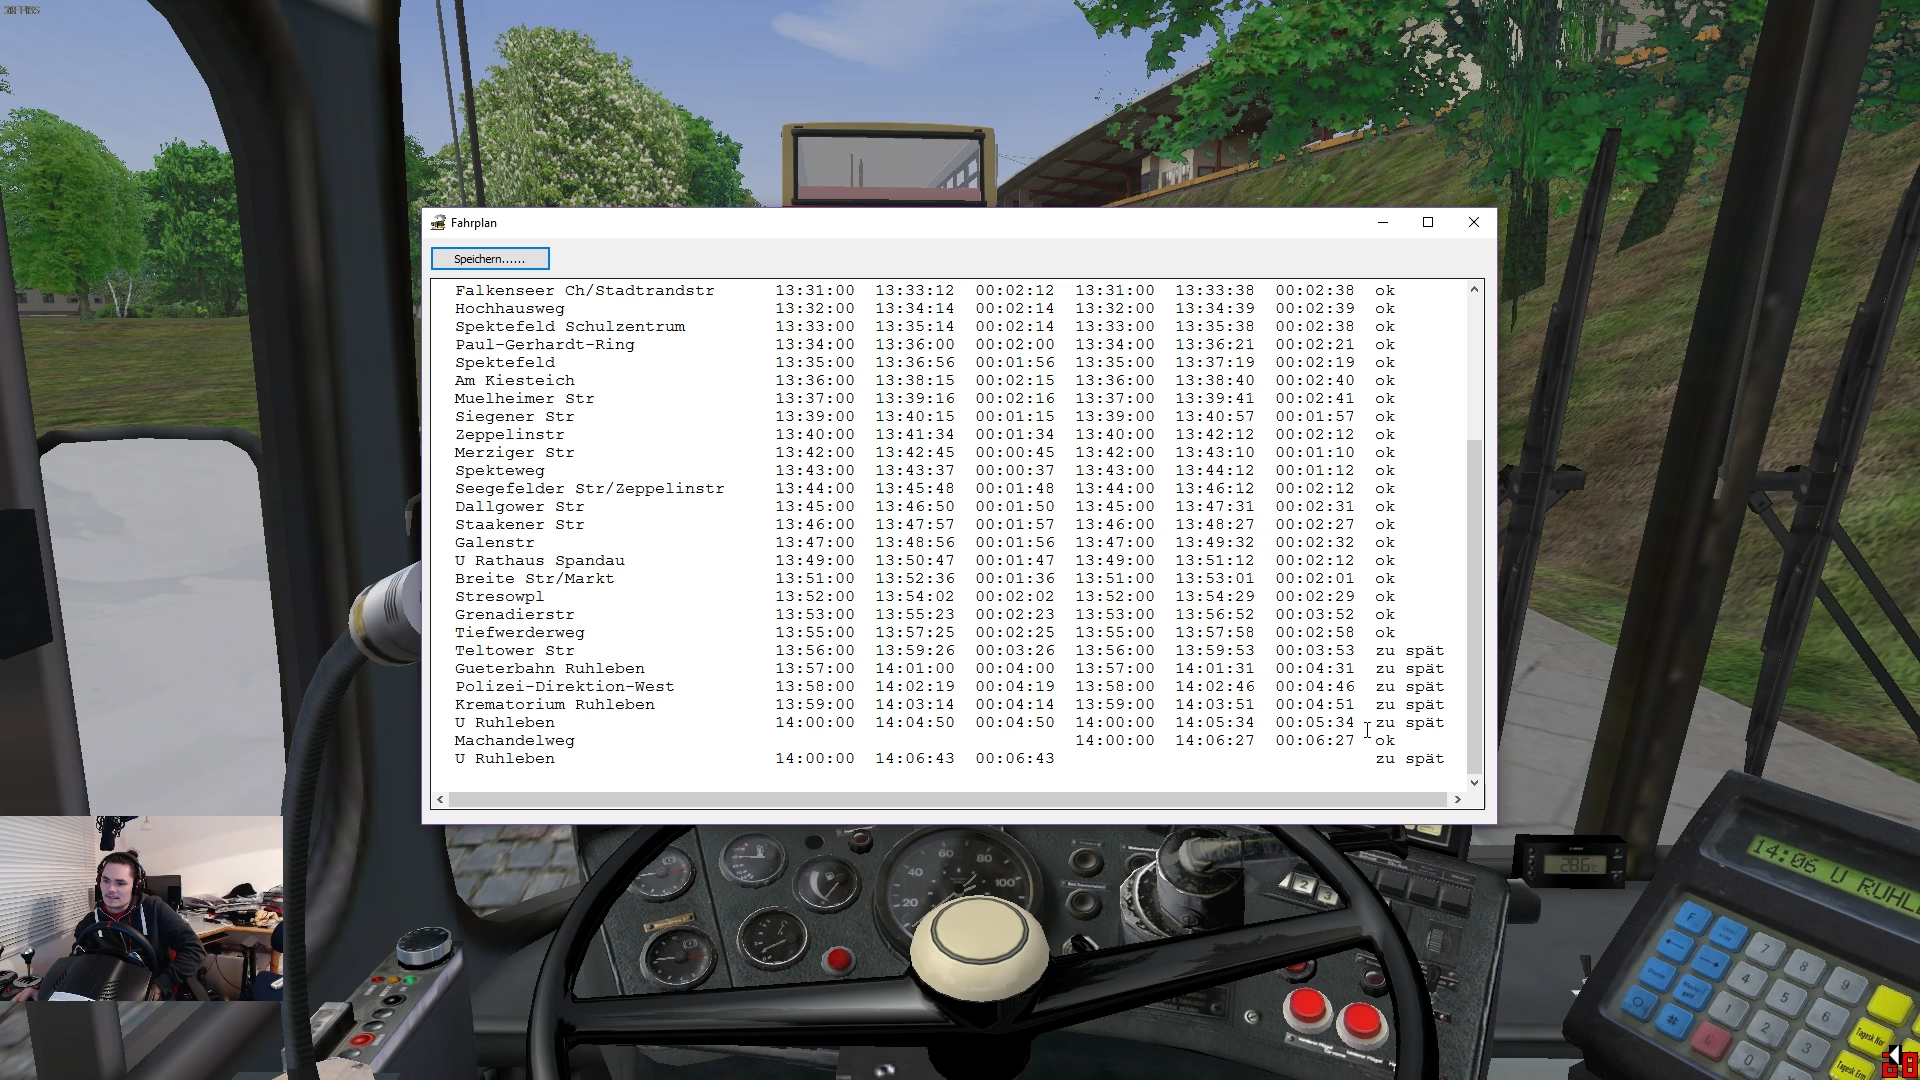 Fahrplan
Speichern......
Falkenseer Ch/Stadtrandstr 13:31:00 13:33:12 00:02:12 13:31:00 13:33:38 00:02:38 ok
Hochhausweg 13:32:00 13:34:14 00:02:14 13:32:00 13:34:39 00:02:39 ok
Spektefeld Schulzentrum 13:33:00 13:35:14 00:02:14 13:33:00 13:35:38 00:02:38 ok
Paul-Gerhardt-Ring 13:34:00 13:36:00 00:02:00 13:34:00 13:36:21 00:02:21 ok
Spektefeld 13:35:00 13:36:56 00:01:56 13:35:00 13:37:19 00:02:19 ok
Am Kiesteich 13:36:00 13:38:15 00:02:15 13:36:00 13:38:40 00:02:40 ok
Muelheimer Str 13:37:00 13:39:16 00:02:16 13:37:00 13:39:41 00:02:41 ok
Siegener Str 13:39:00 13:40:15 00:01:15 13:39:00 13:40:57 00:01:57 ok
Zeppelinstr 13:40:00 13:41:34 00:01:34 13:40:00 13:42:12 00:02:12 ok
Merziger Str 13:42:00 13:42:45 00:00:45 13:42:00 13:43:10 00:01:10 ok
Spekteweg 13:43:00 13:43:37 00:00:37 13:43:00 13:44:12 00:01:12 ok
Seegefelder Str/Zeppelinstr 13:44:00 13:45:48 00:01:48 13:44:00 13:46:12 00:02:12 ok
Dallgower Str 13:45:00 13:46:50 00:01:50 13:45:00 13:47:31 00:02:31 ok
Staakener Str 13:46:00 13:47:57 00:01:57 13:46:00 13:48:27 00:02:27 ok
Galenstr 13:47:00 13:48:56 00:01:56 13:47:00 13:49:32 00:02:32 ok
U Rathaus Spandau 13:49:00 13:50:47 00:01:47 13:49:00 13:51:12 00:02:12 ok
Breite Str/Markt 13:51:00 13:52:36 00:01:36 13:51:00 13:53:01 00:02:01 ok
Stresowpl 13:52:00 13:54:02 00:02:02 13:52:00 13:54:29 00:02:29 ok
Grenadierstr 13:53:00 13:55:23 00:02:23 13:53:00 13:56:52 00:03:52 ok
Tiefwerderweg 13:55:00 13:57:25 00:02:25 13:55:00 13:57:58 00:02:58 ok
Teltower Str 13:56:00 13:59:26 00:03:26 13:56:00 13:59:53 00:03:53 zu spät
Gueterbahn Ruhleben 13:57:00 14:01:00 00:04:00 13:57:00 14:01:31 00:04:31 zu spät
Polizei-Direktion-West 13:58:00 14:02:19 00:04:19 13:58:00 14:02:46 00:04:46 zu spät
Krematorium Ruhleben 13:59:00 14:03:14 00:04:14 13:59:00 14:03:51 00:04:51 zu spät
U Ruhleben 14:00:00 14:04:50 00:04:50 14:00:00 14:05:34 00:05:34 zu spät
Machandelweg 14:00:00 14:06:27 00:06:27 ok
U Ruhleben 14:00:00 14:06:43 00:06:43 zu spät
20 40 60 80 100
1 2 3
14:06 U RUHLE
F
7 8 9
4 5 6
1 2 3
0
#
28